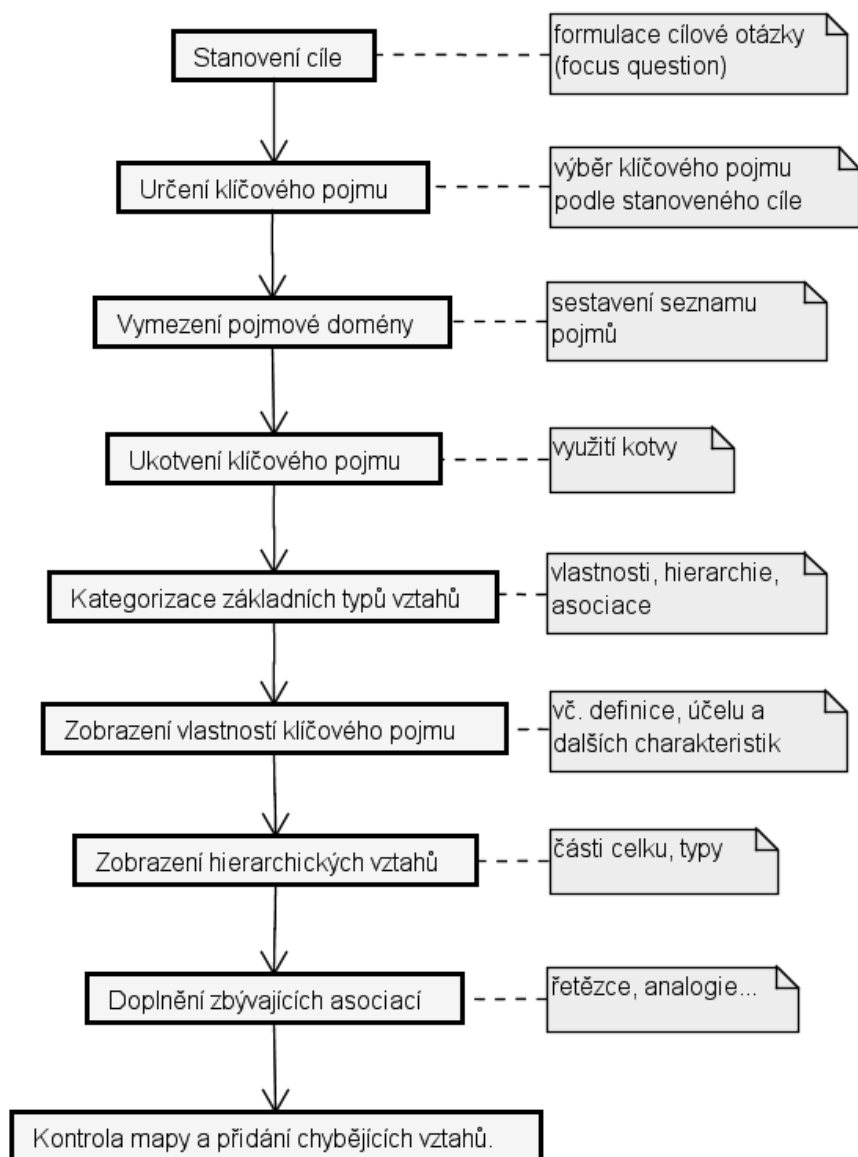 Stanovení cíle
formulace cílové otázky
(focus question)
Určení klíčového pojmu
výběr klíčového pojmu
podle stanoveného cíle
Vymezení pojmové domény
sestavení seznamu
pojmů
Ukotvení klíčového pojmu
využití kotvy
Kategorizace základních typů vztahů
vlastnosti, hierarchie,
asociace
Zobrazení vlastností klíčového pojmu
vč. definice, účelu a
dalších charakteristik
Zobrazení hierarchických vztahů
části celku, typy
Doplnění zbývajících asociací
řetězce, analogie...
Kontrola mapy a přidání chybějících vztahů.